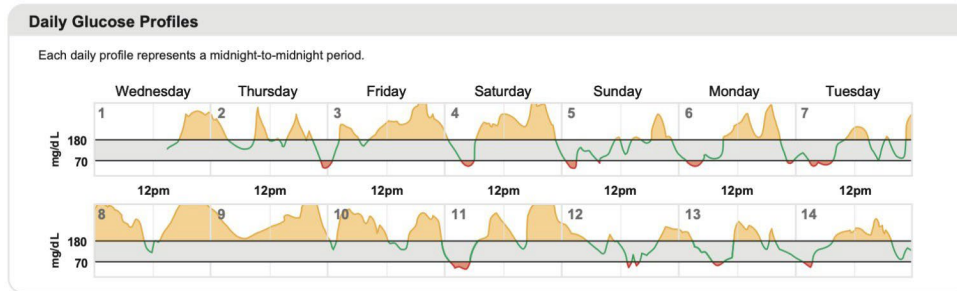 Daily Glucose Profiles
Each daily profile represents a midnight-to-midnight period.
Wednesday Thursday Friday Saturday Sunday Monday Tuesday
1 2 3 4 5 6 7
180
70
mg/dL
12pm 12pm 12pm 12pm 12pm 12pm 12pm
8 9 10 11 12 13 14
180
70
mg/dL